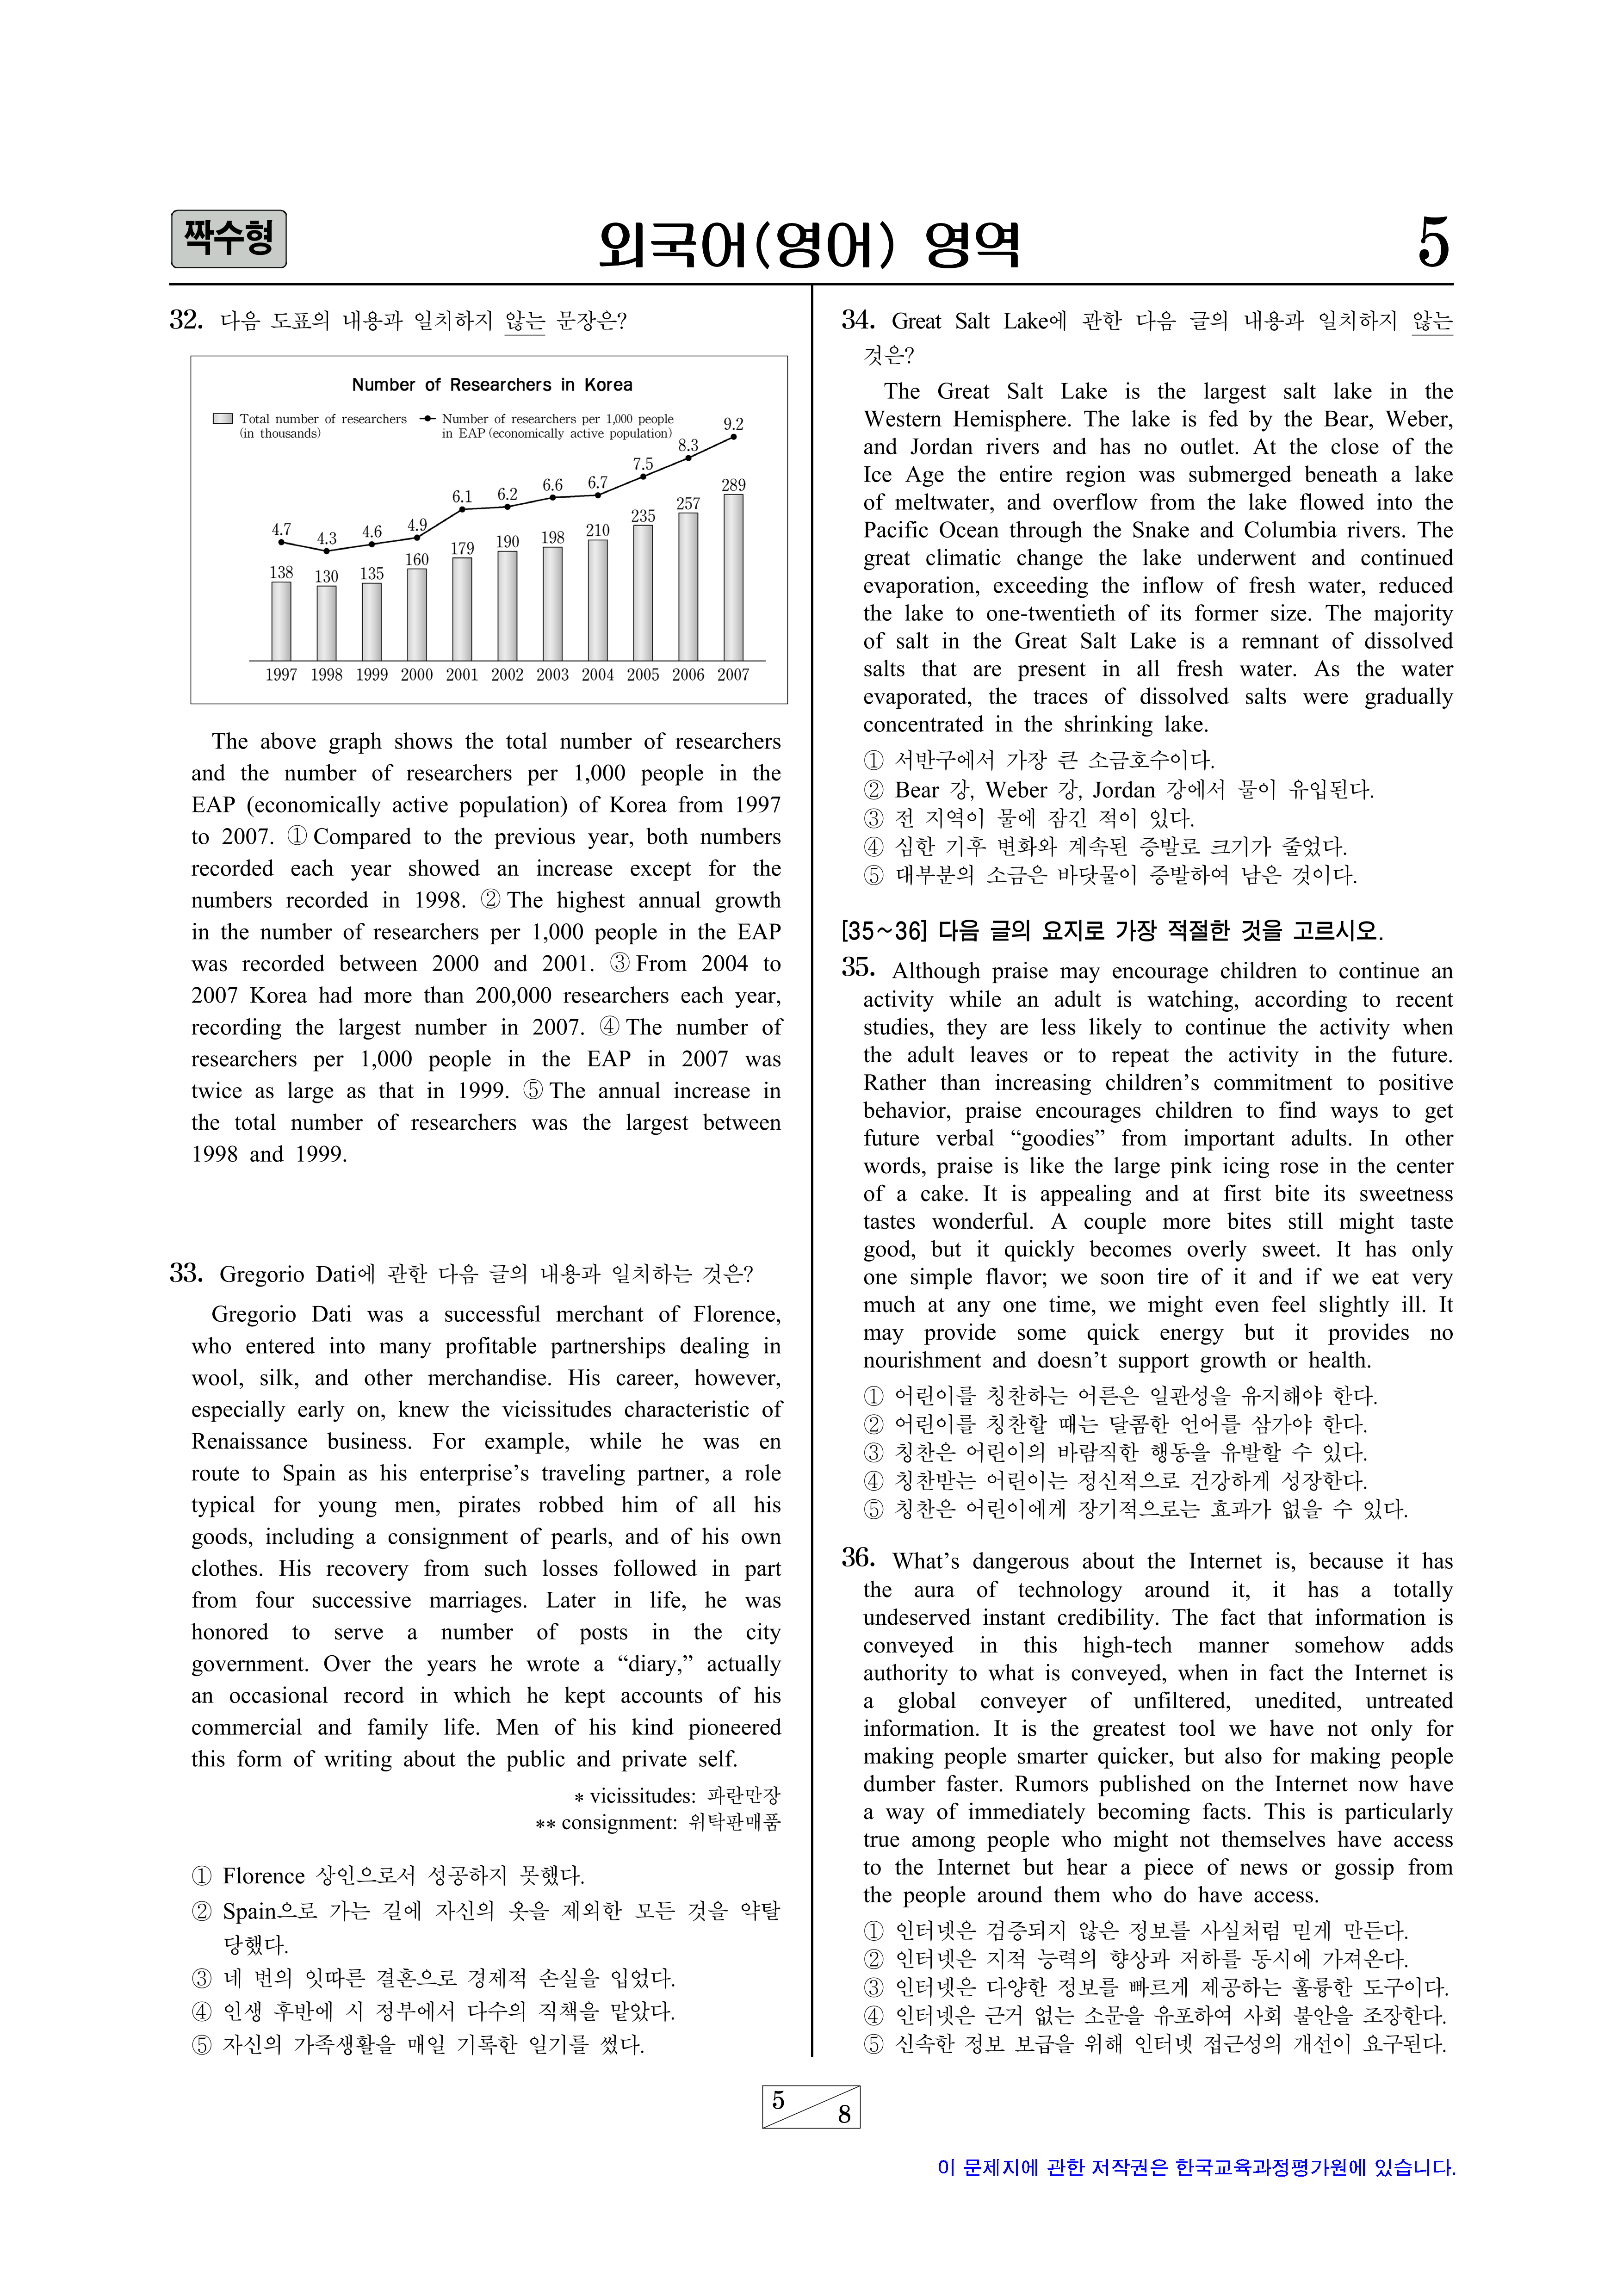 짝수형
외국어(영어) 영역
5
32. 다음 도표의 내용과 일치하지 않는 문장은?
Number of Researchers in Korea
Total number of researchers
(in thousands)
Number of researchers per 1,000 people
in EAP (economically active population)
4.7 4.3 4.6 4.9 6.1 6.2 6.6 6.7 7.5 8.3 9.2
138 130 135 160 179 190 198 210 235 257 289
1997 1998 1999 2000 2001 2002 2003 2004 2005 2006 2007
The above graph shows the total number of researchers
and the number of researchers per 1,000 people in the
EAP (economically active population) of Korea from 1997
to 2007. ① Compared to the previous year, both numbers
recorded each year showed an increase except for the
numbers recorded in 1998. ② The highest annual growth
in the number of researchers per 1,000 people in the EAP
was recorded between 2000 and 2001. ③ From 2004 to
2007 Korea had more than 200,000 researchers each year,
recording the largest number in 2007. ④ The number of
researchers per 1,000 people in the EAP in 2007 was
twice as large as that in 1999. ⑤ The annual increase in
the total number of researchers was the largest between
1998 and 1999.
33. Gregorio Dati에 관한 다음 글의 내용과 일치하는 것은?
Gregorio Dati was a successful merchant of Florence,
who entered into many profitable partnerships dealing in
wool, silk, and other merchandise. His career, however,
especially early on, knew the vicissitudes characteristic of
Renaissance business. For example, while he was en
route to Spain as his enterprise's traveling partner, a role
typical for young men, pirates robbed him of all his
goods, including a consignment of pearls, and of his own
clothes. His recovery from such losses followed in part
from four successive marriages. Later in life, he was
honored to serve a number of posts in the city
government. Over the years he wrote a “diary,” actually
an occasional record in which he kept accounts of his
commercial and family life. Men of his kind pioneered
this form of writing about the public and private self.
* vicissitudes: 파란만장
** consignment: 위탁판매품
① Florence 상인으로서 성공하지 못했다.
② Spain으로 가는 길에 자신의 옷을 제외한 모든 것을 약탈
당했다.
③ 네 번의 잇따른 결혼으로 경제적 손실을 입었다.
④ 인생 후반에 시 정부에서 다수의 직책을 맡았다.
⑤ 자신의 가족생활을 매일 기록한 일기를 썼다.
34. Great Salt Lake에 관한 다음 글의 내용과 일치하지 않는
것은?
The Great Salt Lake is the largest salt lake in the
Western Hemisphere. The lake is fed by the Bear, Weber,
and Jordan rivers and has no outlet. At the close of the
Ice Age the entire region was submerged beneath a lake
of meltwater, and overflow from the lake flowed into the
Pacific Ocean through the Snake and Columbia rivers. The
great climatic change the lake underwent and continued
evaporation, exceeding the inflow of fresh water, reduced
the lake to one-twentieth of its former size. The majority
of salt in the Great Salt Lake is a remnant of dissolved
salts that are present in all fresh water. As the water
evaporated, the traces of dissolved salts were gradually
concentrated in the shrinking lake.
① 서반구에서 가장 큰 소금호수이다.
② Bear 강, Weber 강, Jordan 강에서 물이 유입된다.
③ 전 지역이 물에 잠긴 적이 있다.
④ 심한 기후 변화와 계속된 증발로 크기가 줄었다.
⑤ 대부분의 소금은 바닷물이 증발하여 남은 것이다.
[35~36] 다음 글의 요지로 가장 적절한 것을 고르시오.
35. Although praise may encourage children to continue an
activity while an adult is watching, according to recent
studies, they are less likely to continue the activity when
the adult leaves or to repeat the activity in the future.
Rather than increasing children's commitment to positive
behavior, praise encourages children to find ways to get
future verbal “goodies” from important adults. In other
words, praise is like the large pink icing rose in the center
of a cake. It is appealing and at first bite its sweetness
tastes wonderful. A couple more bites still might taste
good, but it quickly becomes overly sweet. It has only
one simple flavor; we soon tire of it and if we eat very
much at any one time, we might even feel slightly ill. It
may provide some quick energy but it provides no
nourishment and doesn't support growth or health.
① 어린이를 칭찬하는 어른은 일관성을 유지해야 한다.
② 어린이를 칭찬할 때는 달콤한 언어를 삼가야 한다.
③ 칭찬은 어린이의 바람직한 행동을 유발할 수 있다.
④ 칭찬받는 어린이는 정신적으로 건강하게 성장한다.
⑤ 칭찬은 어린이에게 장기적으로는 효과가 없을 수 있다.
36. What's dangerous about the Internet is, because it has
the aura of technology around it, it has a totally
undeserved instant credibility. The fact that information is
conveyed in this high-tech manner somehow adds
authority to what is conveyed, when in fact the Internet is
a global conveyer of unfiltered, unedited, untreated
information. It is the greatest tool we have not only for
making people smarter quicker, but also for making people
dumber faster. Rumors published on the Internet now have
a way of immediately becoming facts. This is particularly
true among people who might not themselves have access
to the Internet but hear a piece of news or gossip from
the people around them who do have access.
① 인터넷은 검증되지 않은 정보를 사실처럼 믿게 만든다.
② 인터넷은 지적 능력의 향상과 저하를 동시에 가져온다.
③ 인터넷은 다양한 정보를 빠르게 제공하는 훌륭한 도구이다.
④ 인터넷은 근거 없는 소문을 유포하여 사회 불안을 조장한다.
⑤ 신속한 정보 보급을 위해 인터넷 접근성의 개선이 요구된다.
5
8
이 문제지에 관한 저작권은 한국교육과정평가원에 있습니다.